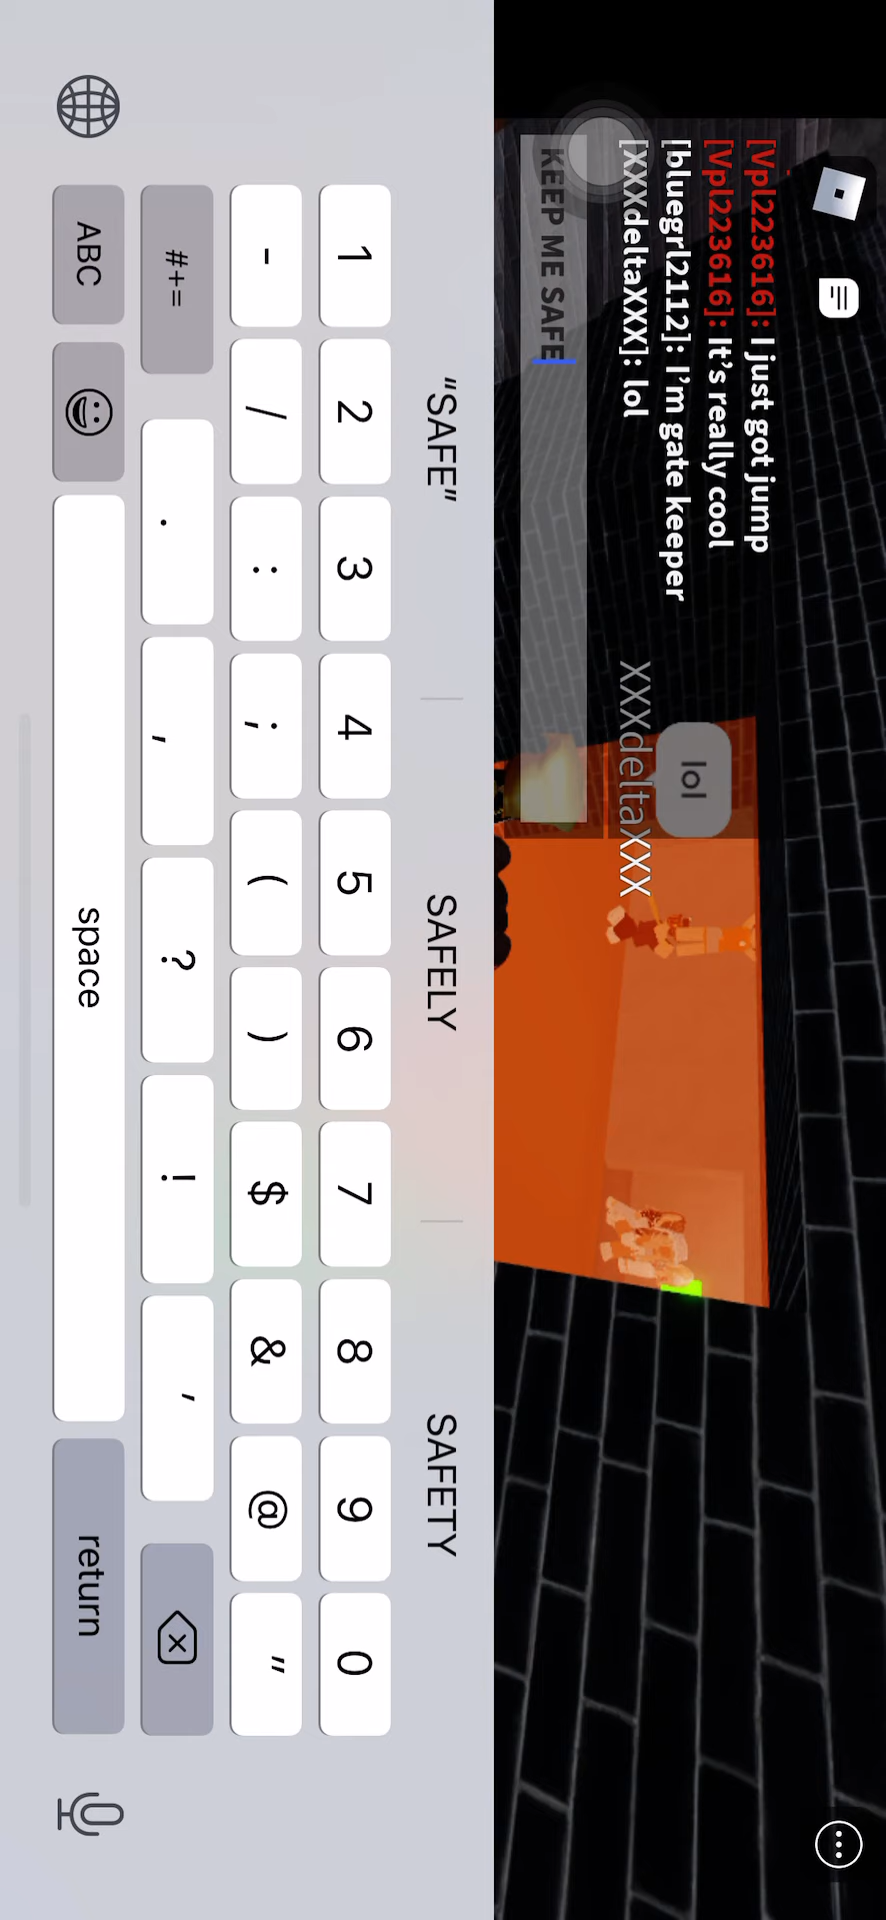 [Vpl223616]: I just got jump
[Vpl223616]: It's really cool
[bluegrl2112]: I'm gate keeper
[XXXdeltaXXX]: lol
KEEP ME SAFE
lol
XXXdeltaXXX
"SAFE" SAFELY SAFETY
1 2 3 4 5 6 7 8 9 0
- / : ; ( ) $ & @ "
#+= . , ? ! '
ABC space return